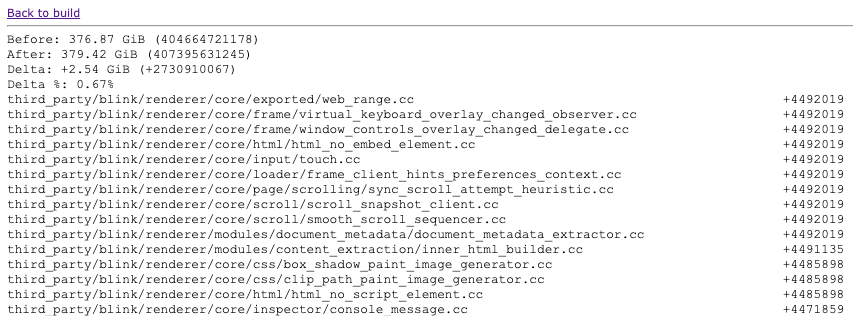 Back to build
Before: 376.87 GiB (404664721178)
After: 379.42 GiB (407395631245)
Delta: +2.54 GiB (+2730910067)
Delta %: 0.67%
third_party/blink/renderer/core/exported/web_range.cc +4492019
third_party/blink/renderer/core/frame/virtual_keyboard_overlay_changed_observer.cc +4492019
third_party/blink/renderer/core/frame/window_controls_overlay_changed_delegate.cc +4492019
third_party/blink/renderer/core/html/html_no_embed_element.cc +4492019
third_party/blink/renderer/core/input/touch.cc +4492019
third_party/blink/renderer/core/loader/frame_client_hints_preferences_context.cc +4492019
third_party/blink/renderer/core/page/scrolling/sync_scroll_attempt_heuristic.cc +4492019
third_party/blink/renderer/core/scroll/scroll_snapshot_client.cc +4492019
third_party/blink/renderer/core/scroll/smooth_scroll_sequencer.cc +4492019
third_party/blink/renderer/modules/document_metadata/document_metadata_extractor.cc +4492019
third_party/blink/renderer/modules/content_extraction/inner_html_builder.cc +4491135
third_party/blink/renderer/core/css/box_shadow_paint_image_generator.cc +4485898
third_party/blink/renderer/core/css/clip_path_paint_image_generator.cc +4485898
third_party/blink/renderer/core/html/html_no_script_element.cc +4485898
third_party/blink/renderer/core/inspector/console_message.cc +4471859